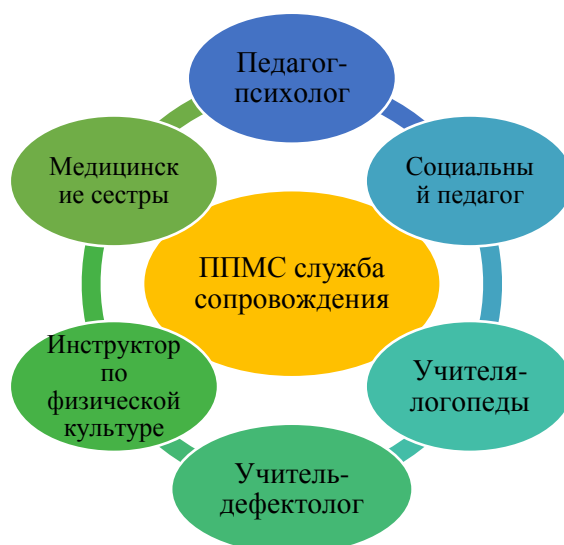 Педагог-
психолог
Социальны
й педагог
Учителя-
логопеды
Учитель-
дефектолог
Инструктор
по
физической
культуре
Медицинск
ие сестры
ППМС служба
сопровождения